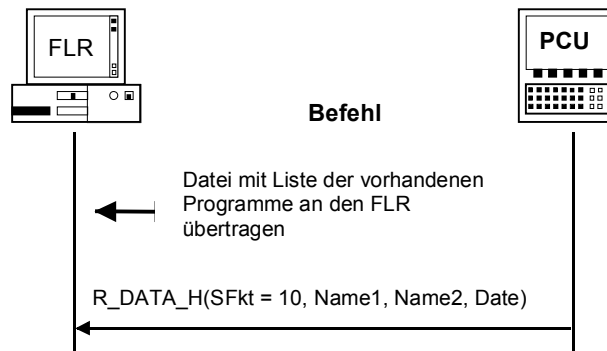 FLR
PCU
Befehl
Datei mit Liste der vorhandenen
Programme an den FLR
übertragen
R_DATA_H(SFkt = 10, Name1, Name2, Date)